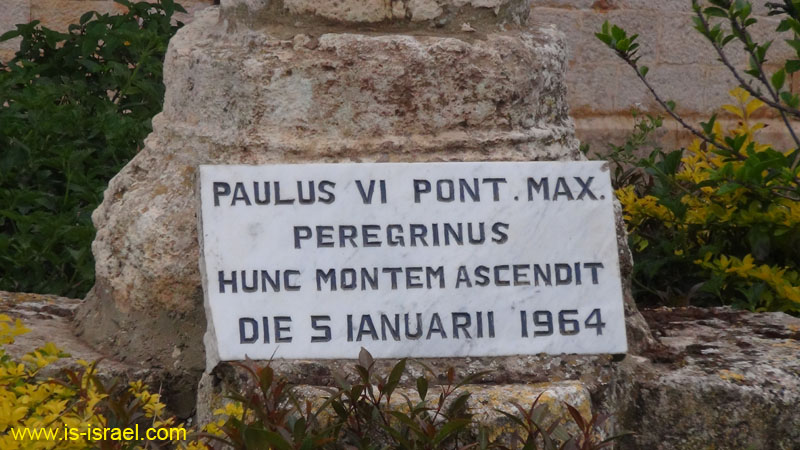 PAULUS VI PONT. MAX.
PEREGRINUS
HUNC MONTEM ASCENDIT
DIE 5 IANUARII 1964
www.is-israel.com